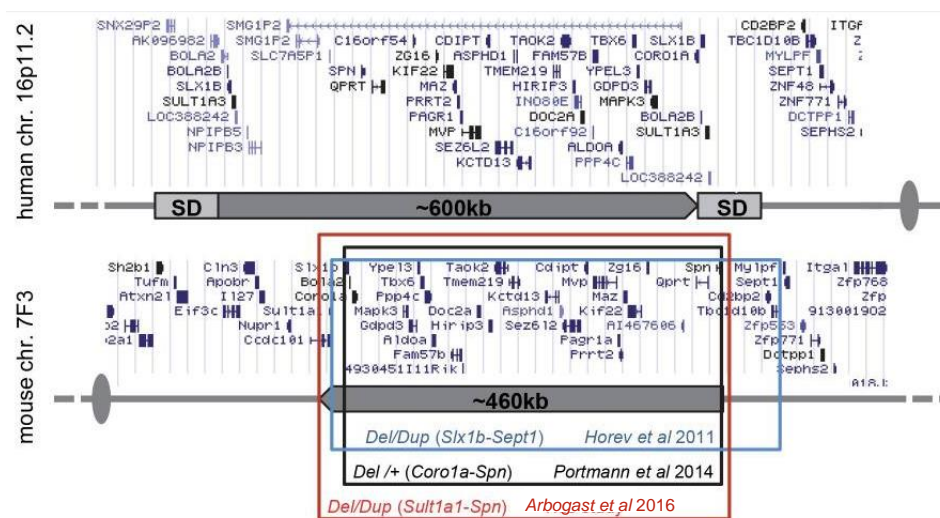 human chr. 16p11.2
SNX29P2 SMG1P2 CD2BP2 ITGA
AK096982 SMG1P2 C16orf54 CDIPT TAOK2 TBX6 SLX1B TBC1D10B
BOLA2 SLC7A5P1 ZG16 ASPHD1 FAM57B CORO1A MYLPF
BOLA2B SPN KIF22 TMEM219 YPEL3 SEPT1
SLX1B QPRT MAZ HIRIP3 GDPD3 ZNF48
SULT1A3 PRRT2 INO80E MAPK3 ZNF771
LOC388242 PAGR1 DOC2A BOLA2B DCTPP1
NPIPB5 MVP C16orf92 SULT1A3 SEPHS2
NPIPB3 SEZ6L2 ALDOA
KCTD13 PPP4C
LOC388242
SD ~600kb SD
mouse chr. 7F3
Sh2b1 Cln3 Slx1b Ypel3 Taok2 Cdipt Zg16 Spn Mylpf Itgal
Tufm Apobr Bola2 Tbx6 Tmem219 Mvp Qprt Sept1 Zfp768
Atxn2l Il27 Coro1a Ppp4c Kctd13 Maz Cd2bp2 Zfp
Eif3c Sult1a1 Mapk3 Doc2a Asphd1 Kif22 Tbc1d10b
Nupr1 Gdpd3 Hirip3 Sez6l2 AI467606 Zfp553
2a1 Ccdc101 Aldoa Pagr1a Zfp771
Fam57b Prrt2 Dctpp1
4930451I11Rik Sephs2
~460kb
Del/Dup (Slx1b-Sept1) Horev et al 2011
Del /+ (Coro1a-Spn) Portmann et al 2014
Del/Dup (Sult1a1-Spn) Arbogast et al 2016